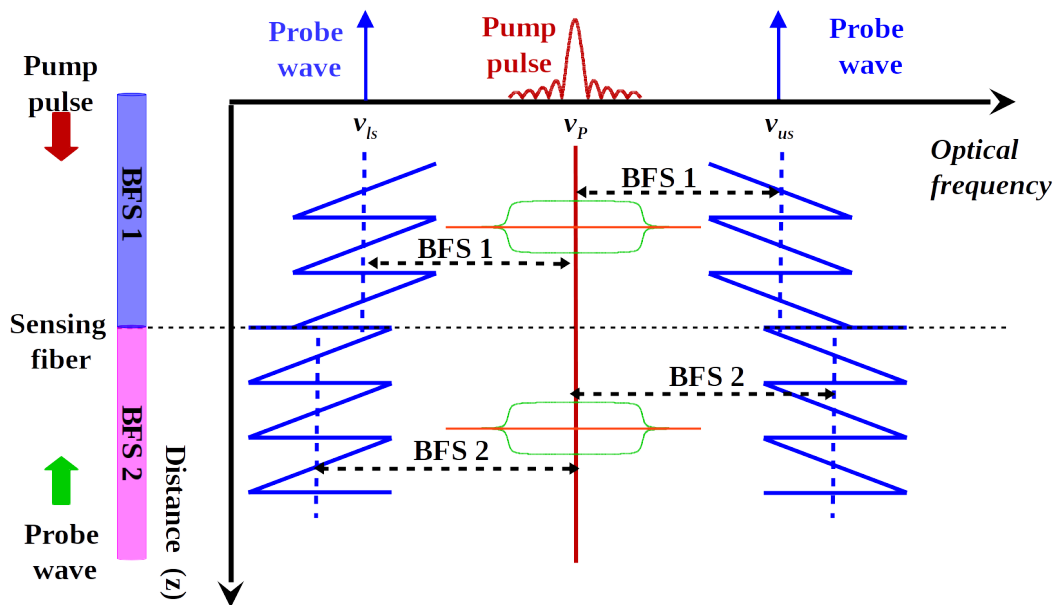 Probe
wave
Pump
pulse
Probe
wave
Pump
pulse
ν_ls
ν_P
ν_us
Optical
frequency
BFS 1
BFS 1
BFS 1
Sensing
fiber
BFS 2
BFS 2
BFS 2
Distance (z)
Probe
wave